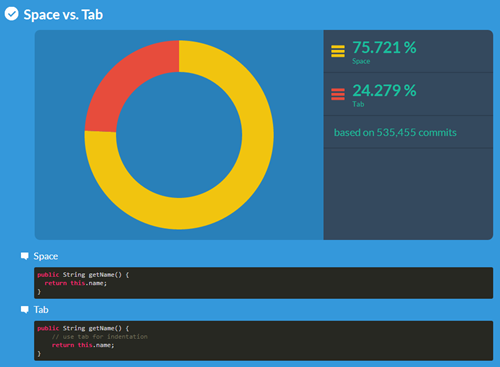 Space vs. Tab
75.721 %
Space
24.279 %
Tab
based on 535,455 commits
Space
public String getName() {
  return this.name;
}
Tab
public String getName() {
    // use tab for indentation
    return this.name;
}